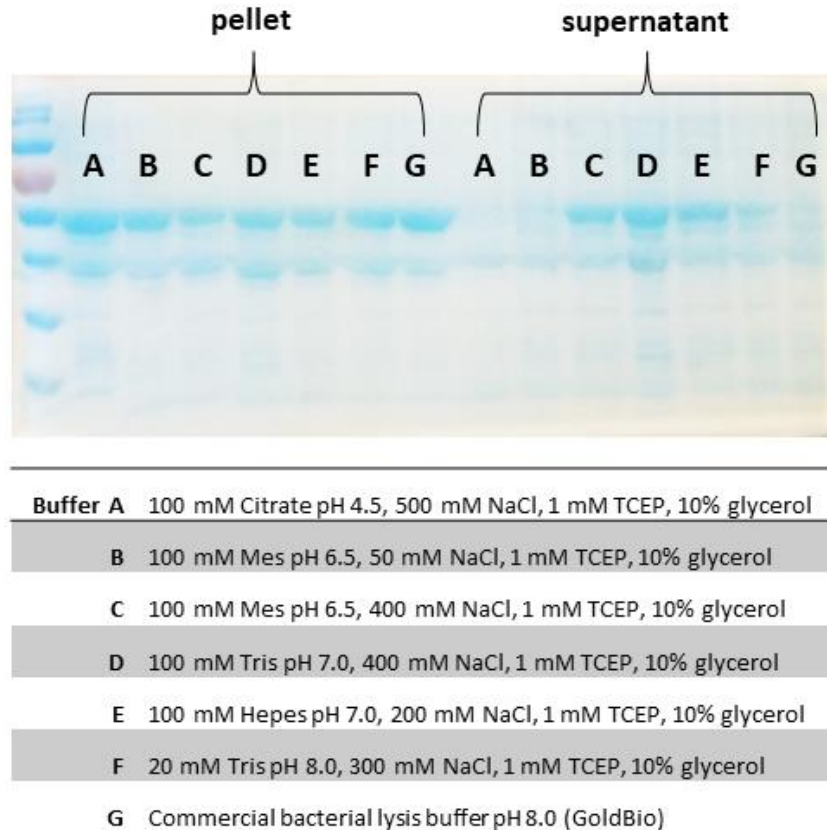 pellet supernatant
A B C D E F G A B C D E F G
Buffer A 100 mM Citrate pH 4.5, 500 mM NaCl, 1 mM TCEP, 10% glycerol
B 100 mM Mes pH 6.5, 50 mM NaCl, 1 mM TCEP, 10% glycerol
C 100 mM Mes pH 6.5, 400 mM NaCl, 1 mM TCEP, 10% glycerol
D 100 mM Tris pH 7.0, 400 mM NaCl, 1 mM TCEP, 10% glycerol
E 100 mM Hepes pH 7.0, 200 mM NaCl, 1 mM TCEP, 10% glycerol
F 20 mM Tris pH 8.0, 300 mM NaCl, 1 mM TCEP, 10% glycerol
G Commercial bacterial lysis buffer pH 8.0 (GoldBio)